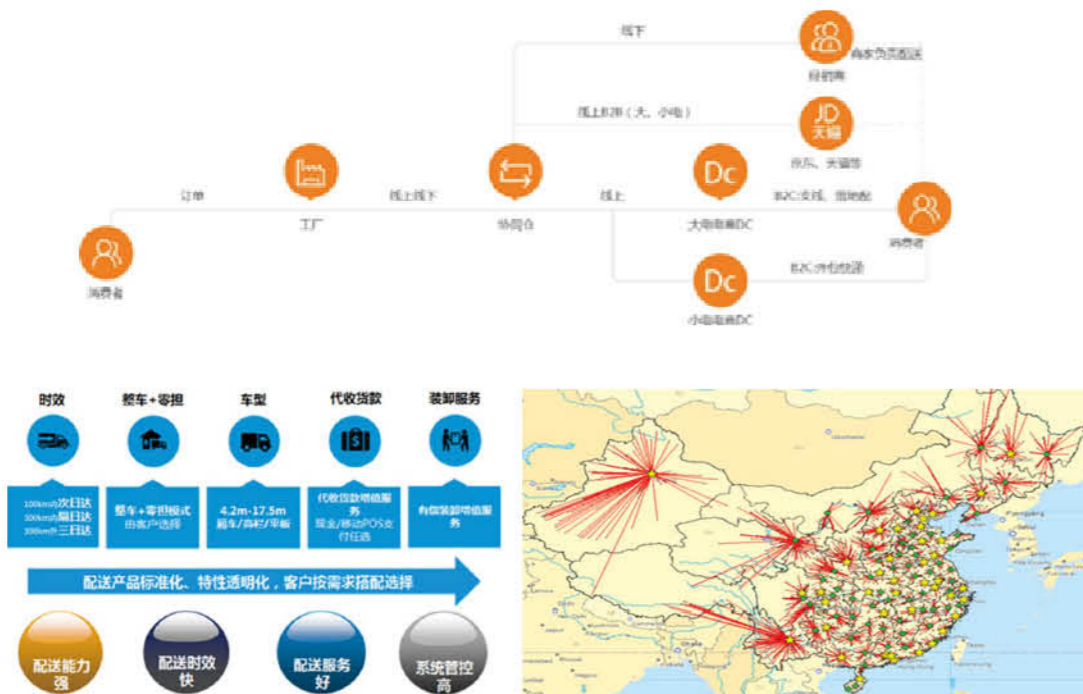 线下
商家负责配送
经销商
线上B2B（大、小电）
JD
天猫
京东、天猫等
订单
工厂
线上线下
协同仓
线上
Dc
大电电商DC
B2C:支线、落地配
消费者
消费者
Dc
小电电商DC
B2C:外包快递
时效
整车+零担
车型
代收货款
装卸服务
100km内次日达
300km内隔日达
300km外三日达
整车+零担模式
由客户选择
4.2m-17.5m
厢车/高栏/平板
代收货款增值服
务
现金/移动POS支
付任选
有偿装卸增值服
务
配送产品标准化、特性透明化，客户按需求搭配选择
配送能力
强
配送时效
快
配送服务
好
系统管控
高